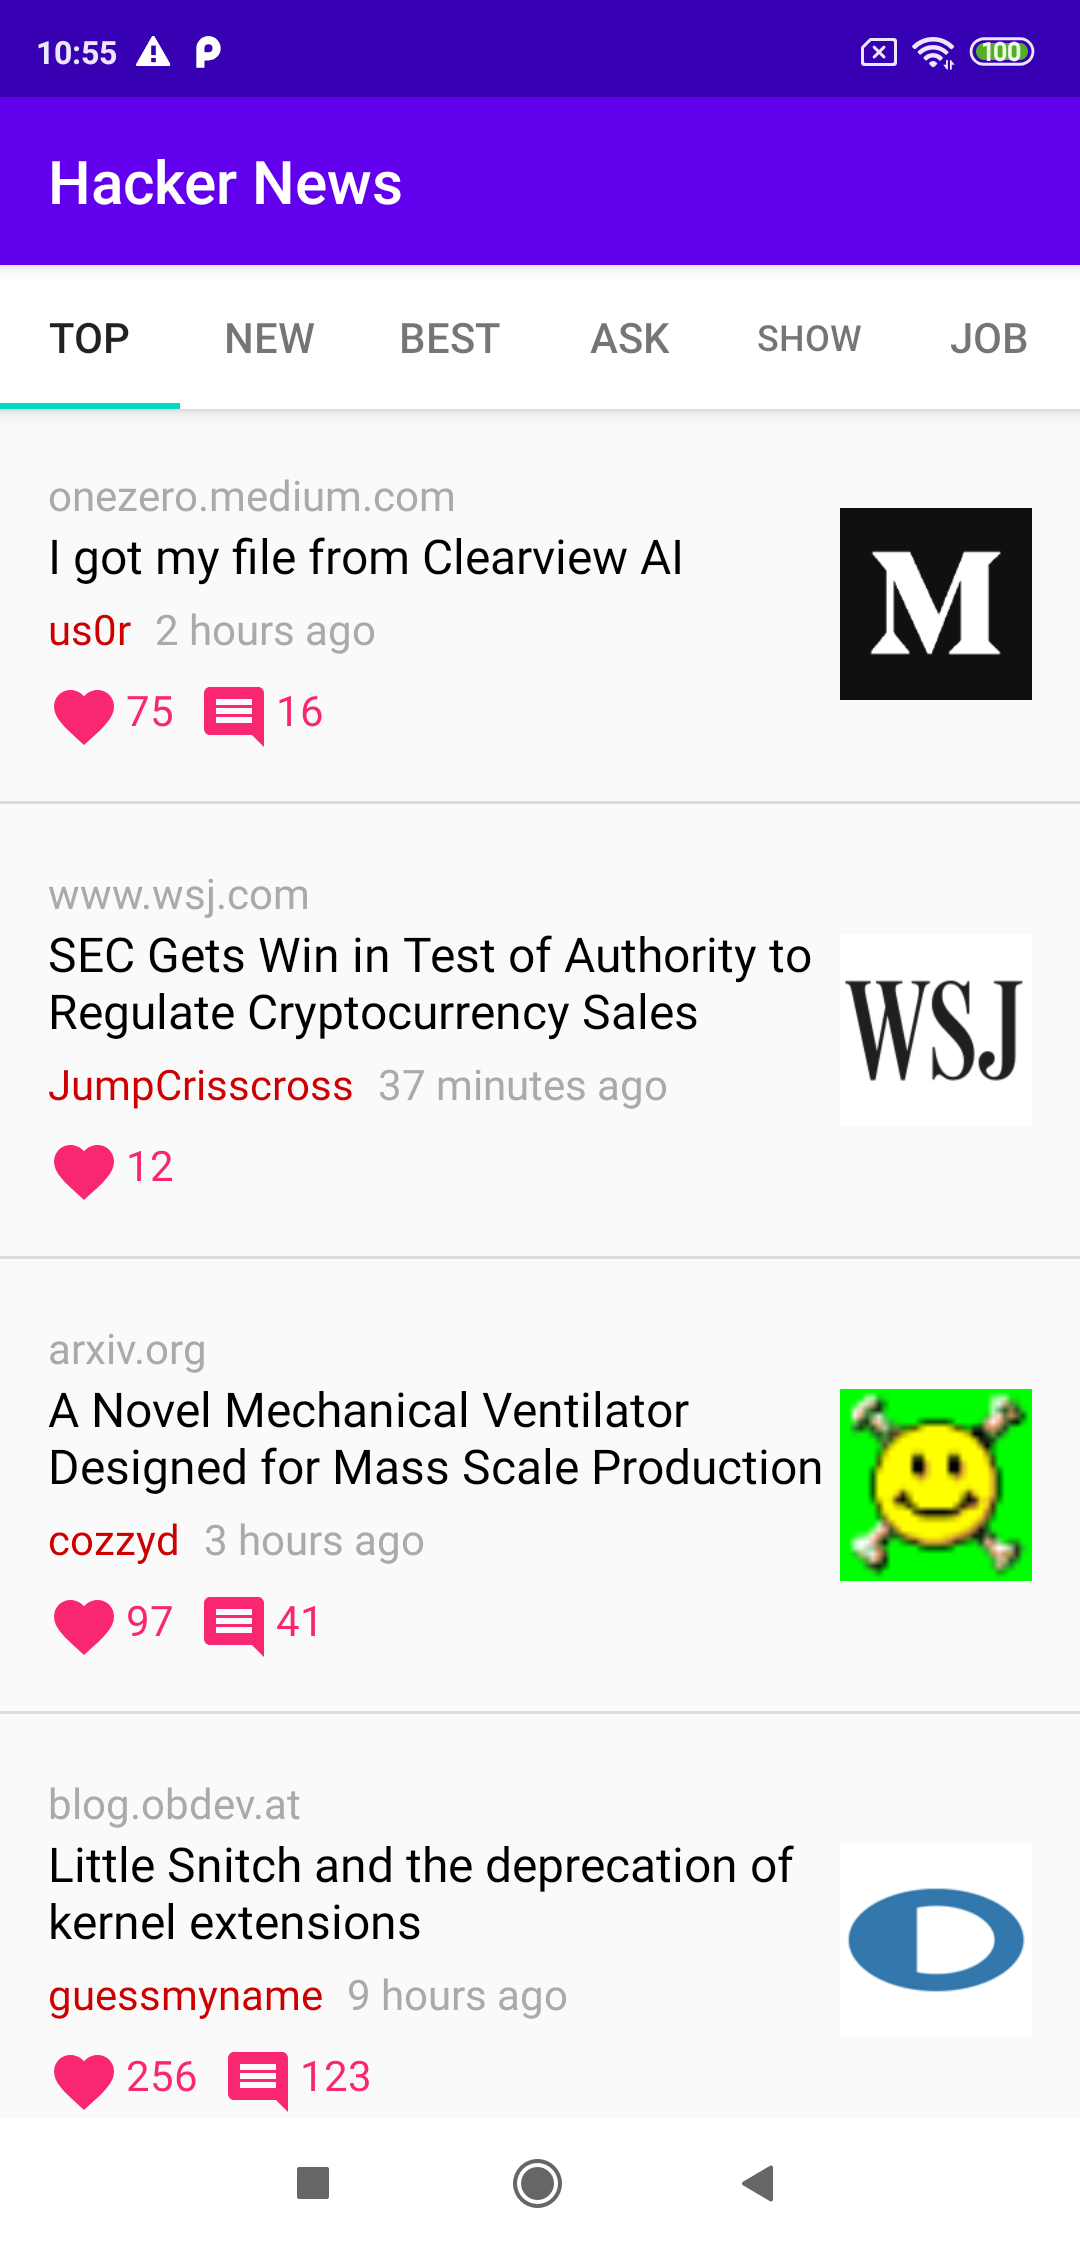 10:55
100
Hacker News
TOP NEW BEST ASK SHOW JOB
onezero.medium.com
I got my file from Clearview AI
us0r 2 hours ago
75 16
M
www.wsj.com
SEC Gets Win in Test of Authority to
Regulate Cryptocurrency Sales
JumpCrisscross 37 minutes ago
12
WSJ
arxiv.org
A Novel Mechanical Ventilator
Designed for Mass Scale Production
cozzyd 3 hours ago
97 41
blog.obdev.at
Little Snitch and the deprecation of
kernel extensions
guessmyname 9 hours ago
256 123